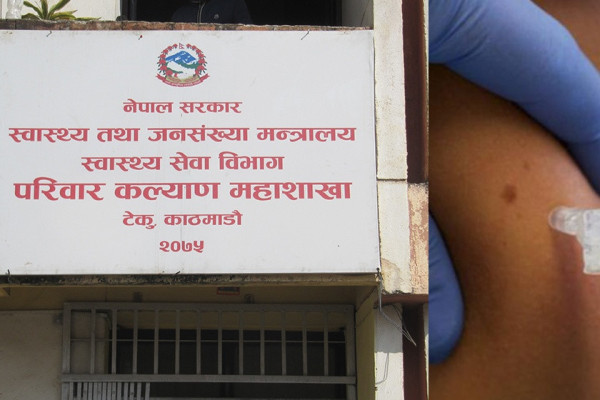 नेपाल सरकार
स्वास्थ्य तथा जनसंख्या मन्त्रालय
स्वास्थ्य सेवा विभाग
परिवार कल्याण महाशाखा
टेकु, काठमाडौ
२०७५